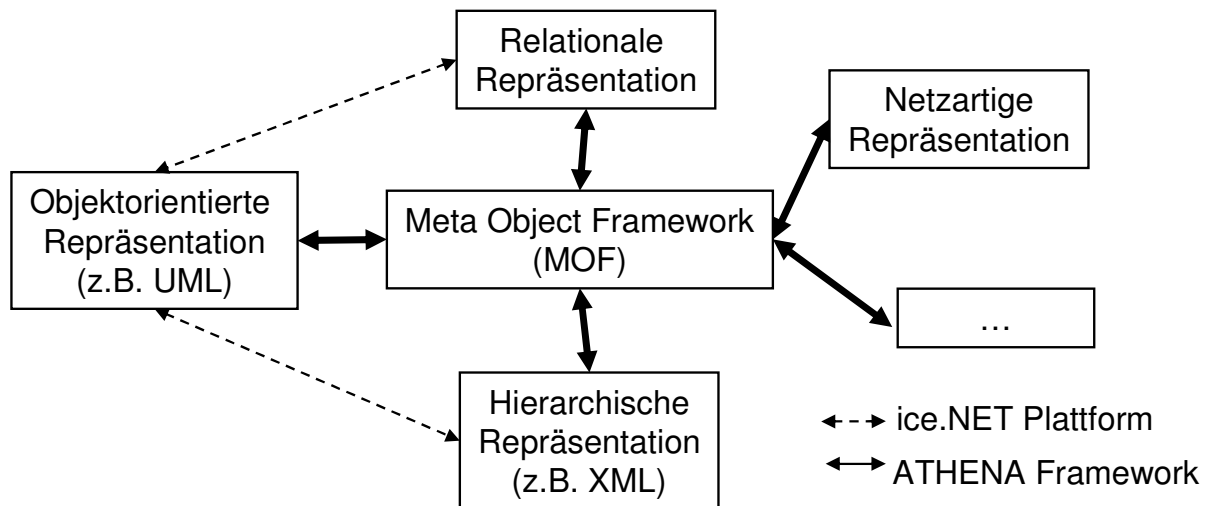 Relationale
Repräsentation
Netzartige
Repräsentation
Objektorientierte
Repräsentation
(z.B. UML)
Meta Object Framework
(MOF)
...
Hierarchische
Repräsentation
(z.B. XML)
ice.NET Plattform
ATHENA Framework